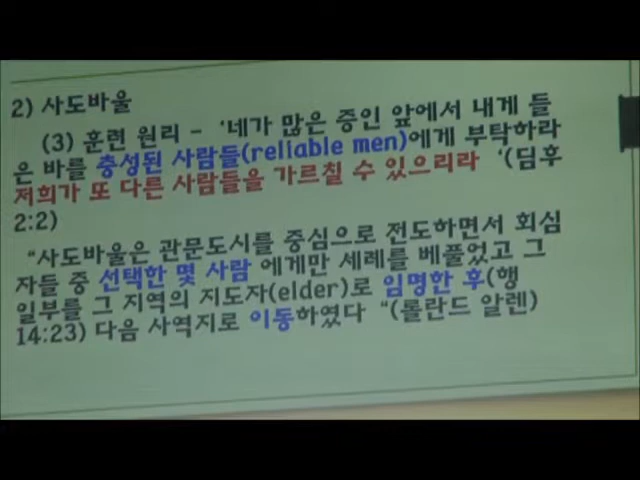 2) 사도바울
(3) 훈련 원리 - '네가 많은 증인 앞에서 내게 들
은 바를 충성된 사람들(reliable men)에게 부탁하라
저희가 또 다른 사람들을 가르칠 수 있으리라 '(딤후
2:2)
"사도바울은 관문도시를 중심으로 전도하면서 회심
자들 중 선택한 몇 사람 에게만 세례를 베풀었고 그
일부를 그 지역의 지도자(elder)로 임명한 후(행
14:23) 다음 사역지로 이동하였다 "(롤란드 알렌)